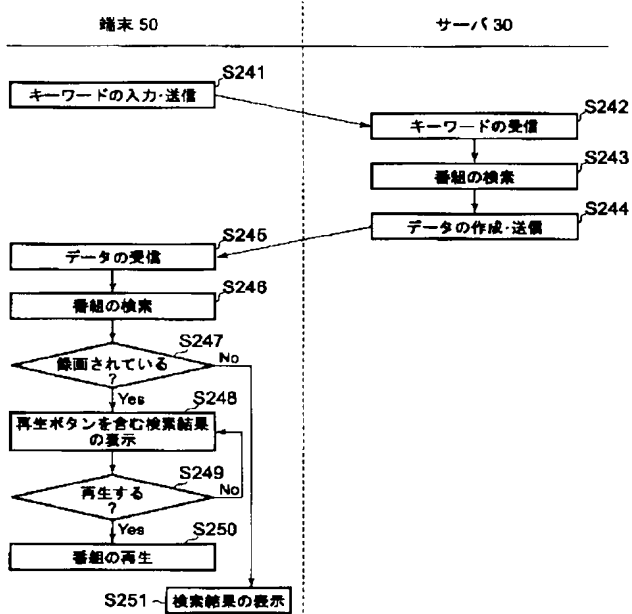 端末 50
サーバ 30
S241
キーワードの入力・送信
S242
キーワードの受信
S243
番組の検索
S244
データの作成・送信
S245
データの受信
S246
番組の検索
S247
録画されている
?
No
Yes
S248
再生ボタンを含む検索結果
の表示
S249
再生する
?
No
Yes
S250
番組の再生
S251
検索結果の表示